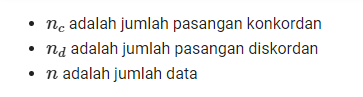 • n_c adalah jumlah pasangan konkordan
• n_d adalah jumlah pasangan diskordan
• n adalah jumlah data